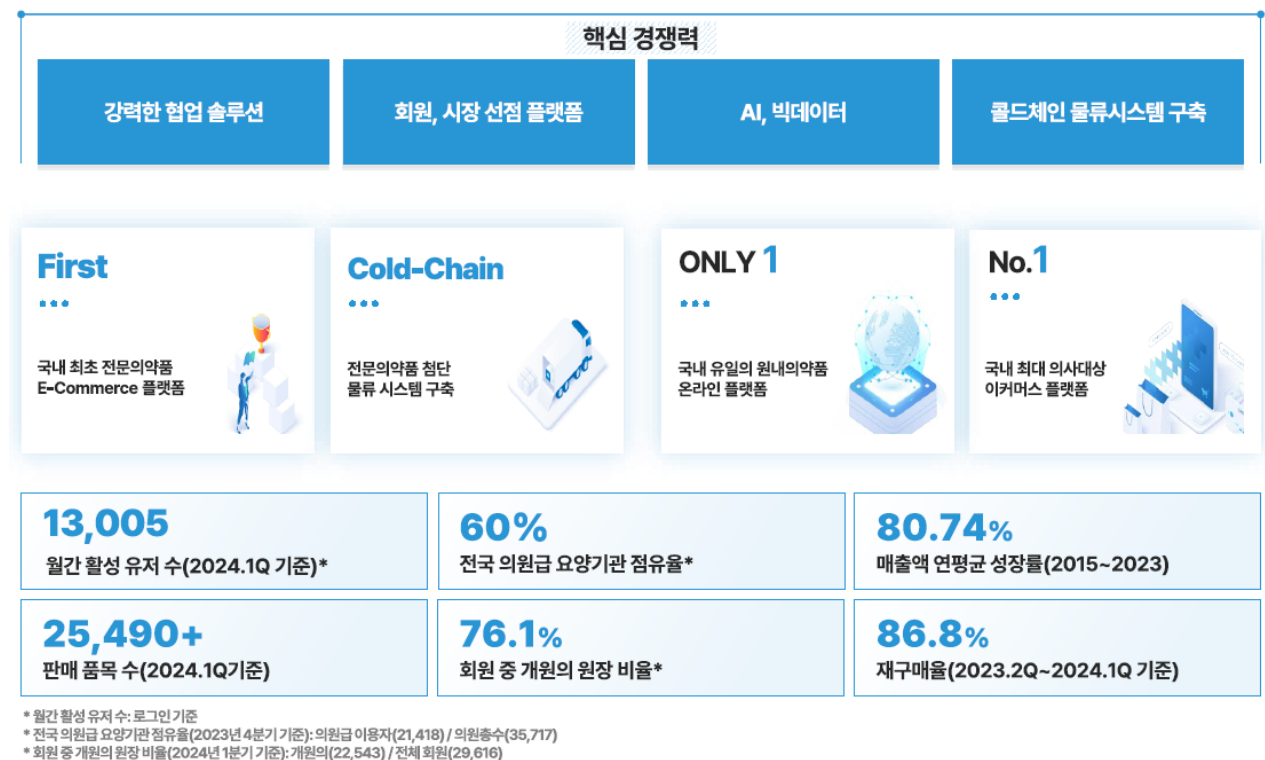 핵심 경쟁력
강력한 협업 솔루션
회원, 시장 선점 플랫폼
AI, 빅데이터
콜드체인 물류시스템 구축
First
국내 최초 전문의약품
E-Commerce 플랫폼
Cold-Chain
전문의약품 첨단
물류 시스템 구축
ONLY 1
국내 유일의 원내의약품
온라인 플랫폼
No.1
국내 최대 의사대상
이커머스 플랫폼
13,005
월간 활성 유저 수(2024.1Q 기준)*
60%
전국 의원급 요양기관 점유율*
80.74%
매출액 연평균 성장률(2015~2023)
25,490+
판매 품목 수(2024.1Q기준)
76.1%
회원 중 개원의 원장 비율*
86.8%
재구매율(2023.2Q~2024.1Q 기준)
* 월간 활성 유저 수: 로그인 기준
* 전국 의원급 요양기관 점유율(2023년 4분기 기준): 의원급 이용자(21,418) / 의원총수(35,717)
* 회원 중 개원의 원장 비율(2024년 1분기 기준): 개원의(22,543) / 전체 회원(29,616)